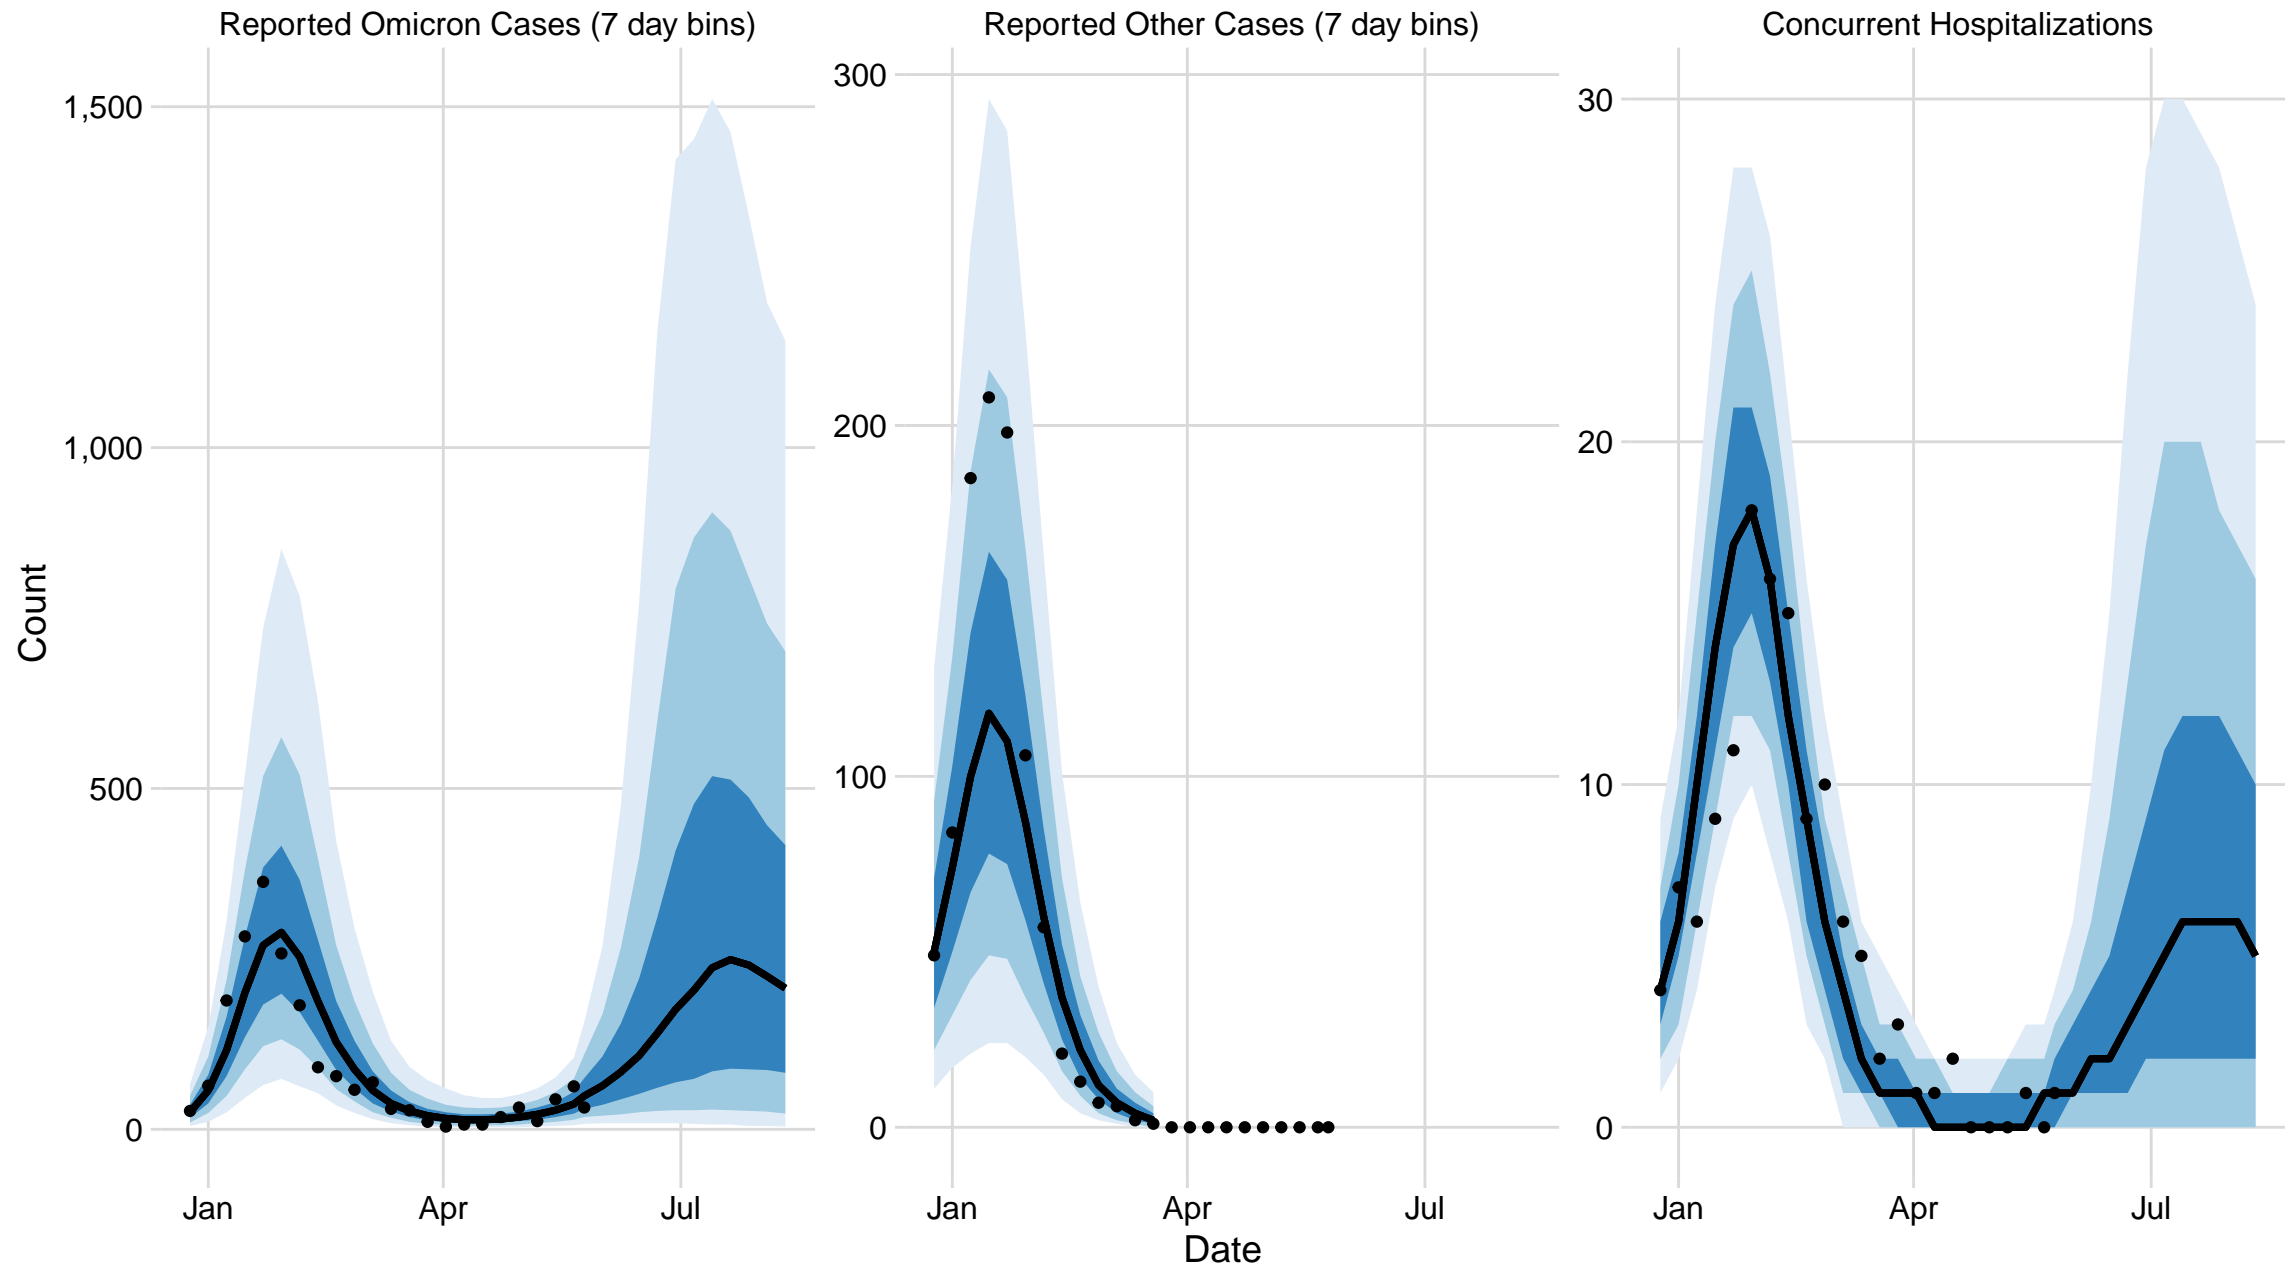 Reported Omicron Cases (7 day bins)
Reported Other Cases (7 day bins)
Concurrent Hospitalizations
Count
1,500
1,000
500
0
Jan
Apr
Jul
300
200
100
0
Jan
Apr
Jul
30
20
10
0
Jan
Apr
Jul
Date